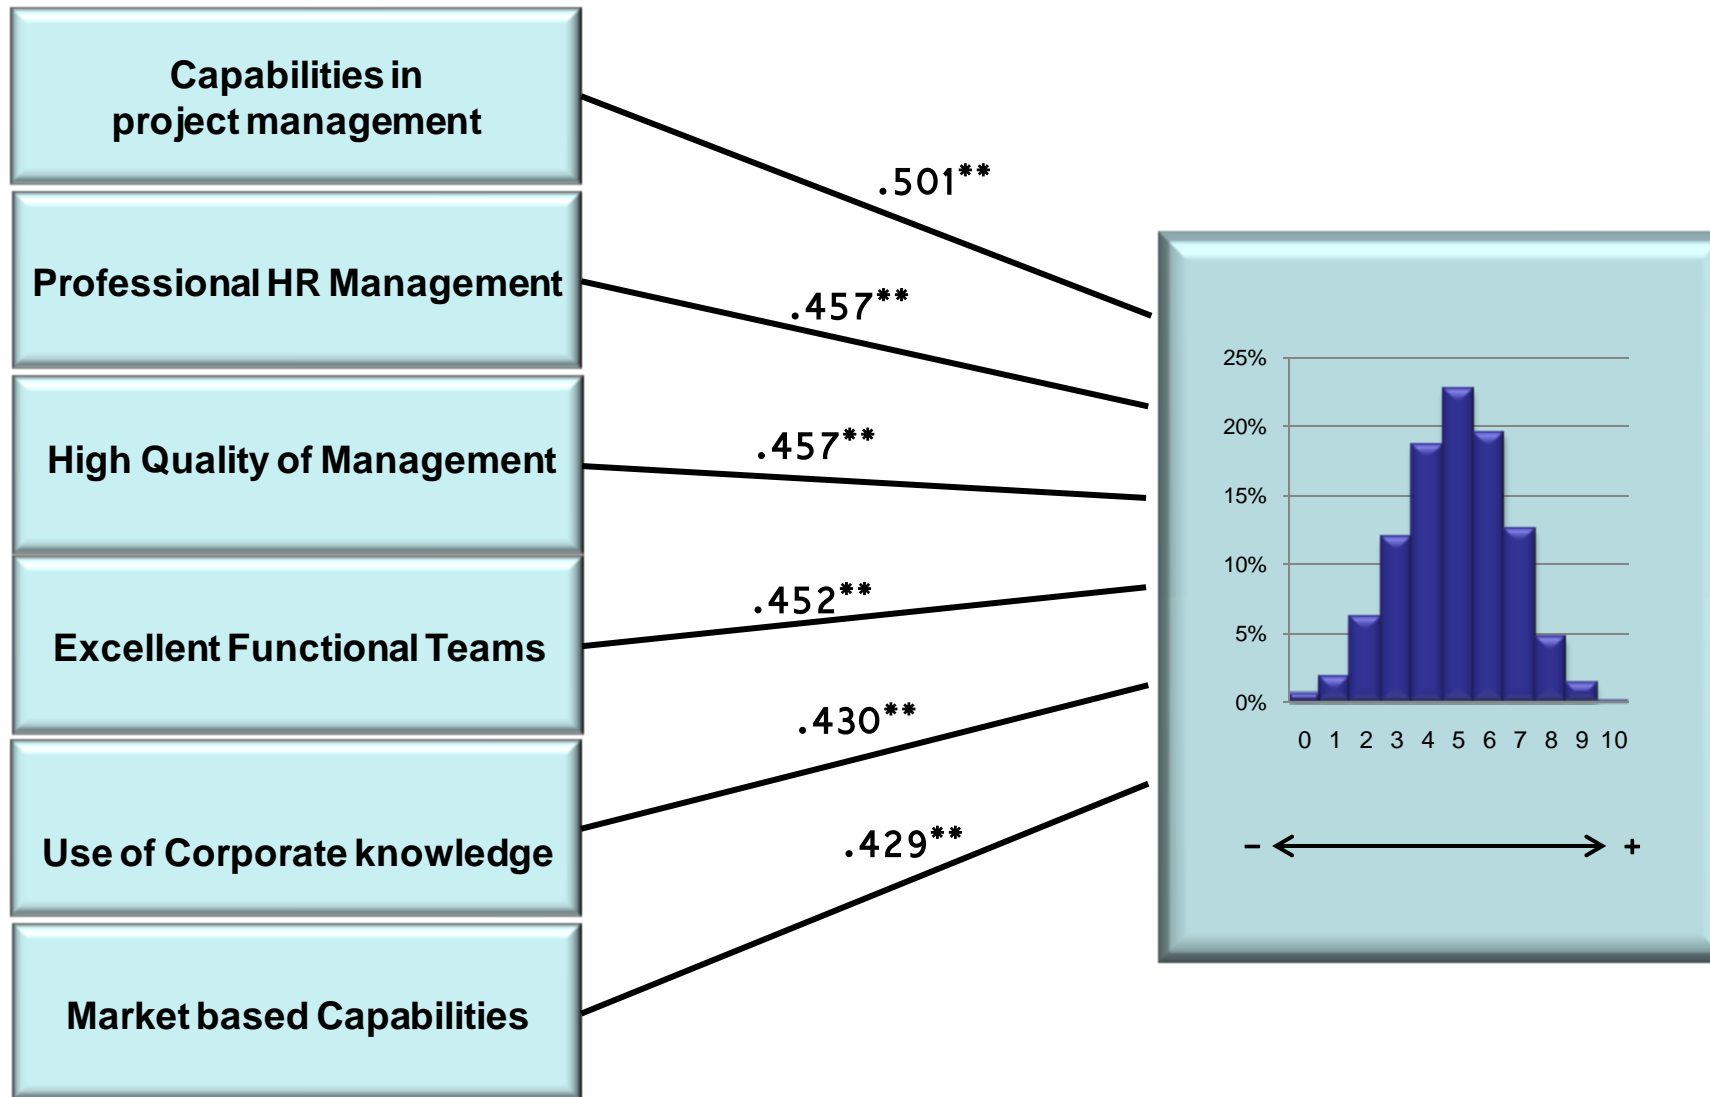 Capabilities in
project management
.501**
Professional HR Management
.457**
High Quality of Management
.457**
Excellent Functional Teams
.452**
Use of Corporate knowledge
.430**
Market based Capabilities
.429**
25%
20%
15%
10%
5%
0%
0 1 2 3 4 5 6 7 8 9 10
– +